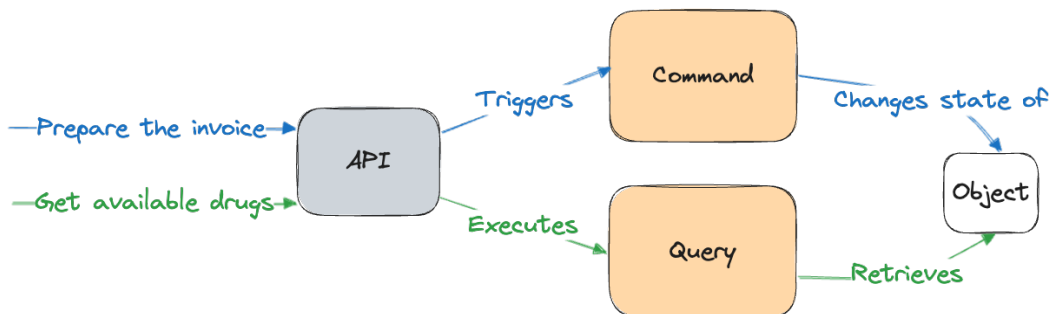 Command
Triggers
Changes state of
Prepare the invoice
API
Get available drugs
Object
Executes
Query
Retrieves